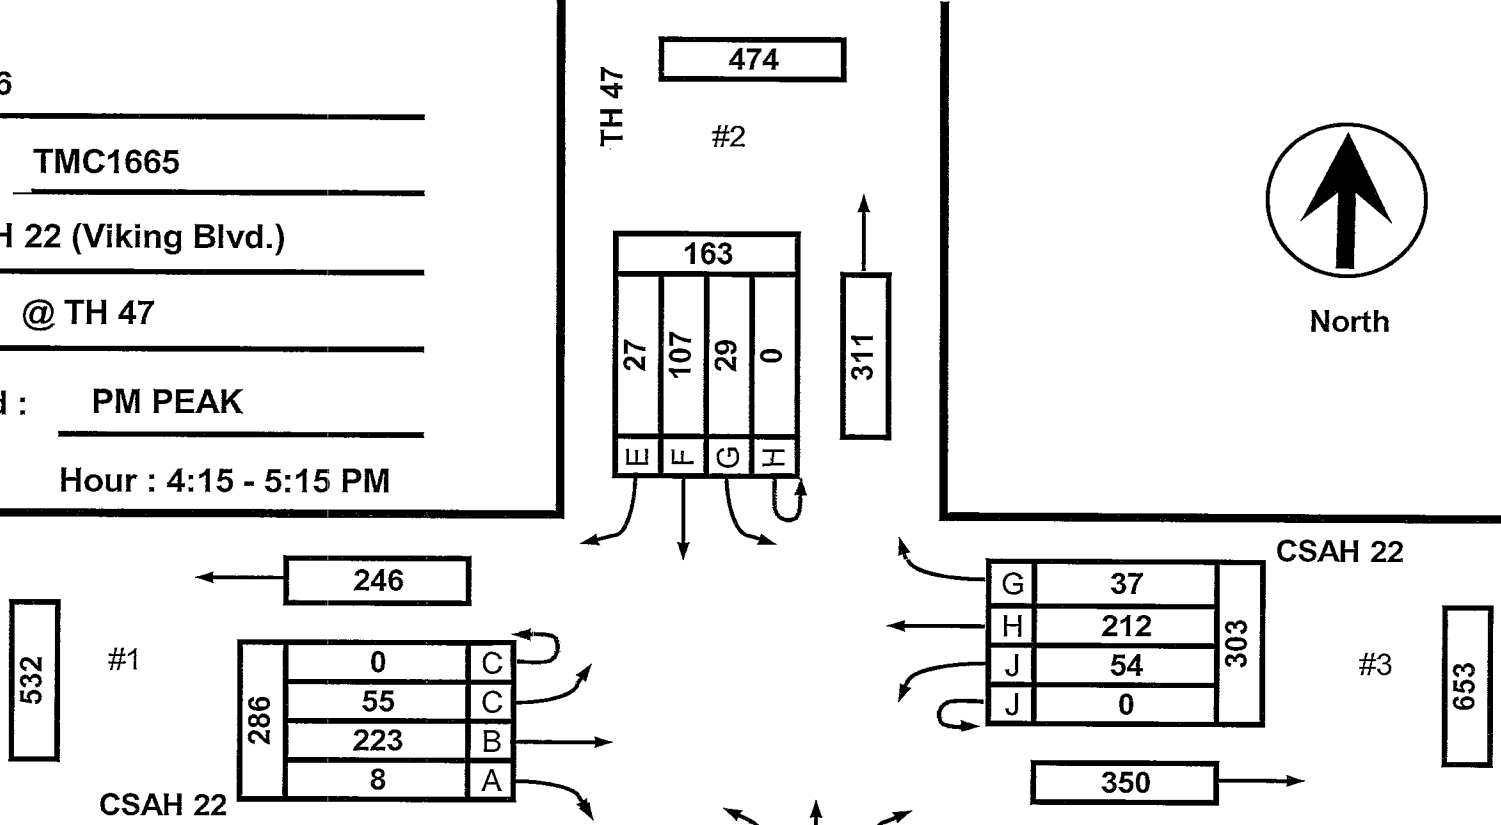 6
TMC1665
H 22 (Viking Blvd.)
@ TH 47
d : PM PEAK
Hour : 4:15 - 5:15 PM
474
TH 47
#2
163
27 107 29 0
E F G H
311
North
246
532
#1
286
0 C
55 C
223 B
8 A
CSAH 22
CSAH 22
G 37
H 212
J 54
J 0
303
#3
653
350